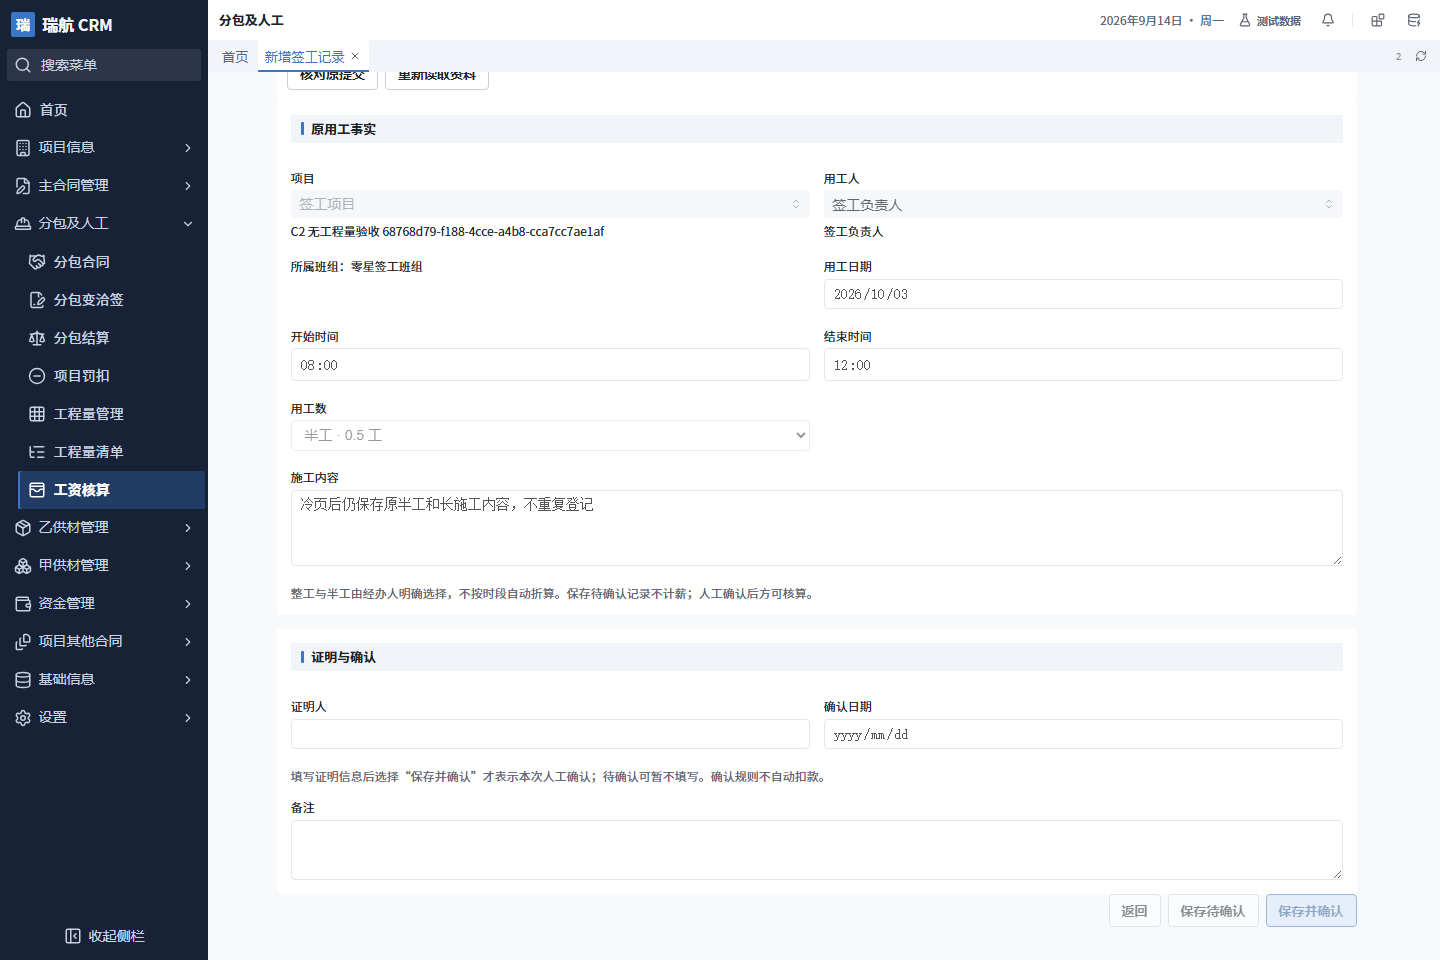 瑞 瑞航 CRM
搜索菜单
首页
项目信息
主合同管理
分包及人工
分包合同
分包变洽签
分包结算
项目罚扣
工程量管理
工程量清单
工资核算
乙供材管理
甲供材管理
资金管理
项目其他合同
基础信息
设置
收起侧栏
分包及人工
2026年9月14日 · 周一
测试数据
首页
新增签工记录
2
核对原提交
重新读取资料
原用工事实
项目
用工人
签工项目
签工负责人
C2 无工程量验收 68768d79-f188-4cce-a4b8-cca7cc7ae1af
签工负责人
所属班组：零星签工班组
用工日期
2026/10/03
开始时间
结束时间
08:00
12:00
用工数
半工 · 0.5 工
施工内容
冷页后仍保存原半工和长施工内容，不重复登记
整工与半工由经办人明确选择，不按时段自动折算。保存待确认记录不计薪；人工确认后方可核算。
证明与确认
证明人
确认日期
yyyy/mm/dd
填写证明信息后选择“保存并确认”才表示本次人工确认；待确认可暂不填写。确认规则不自动扣款。
备注
返回
保存待确认
保存并确认